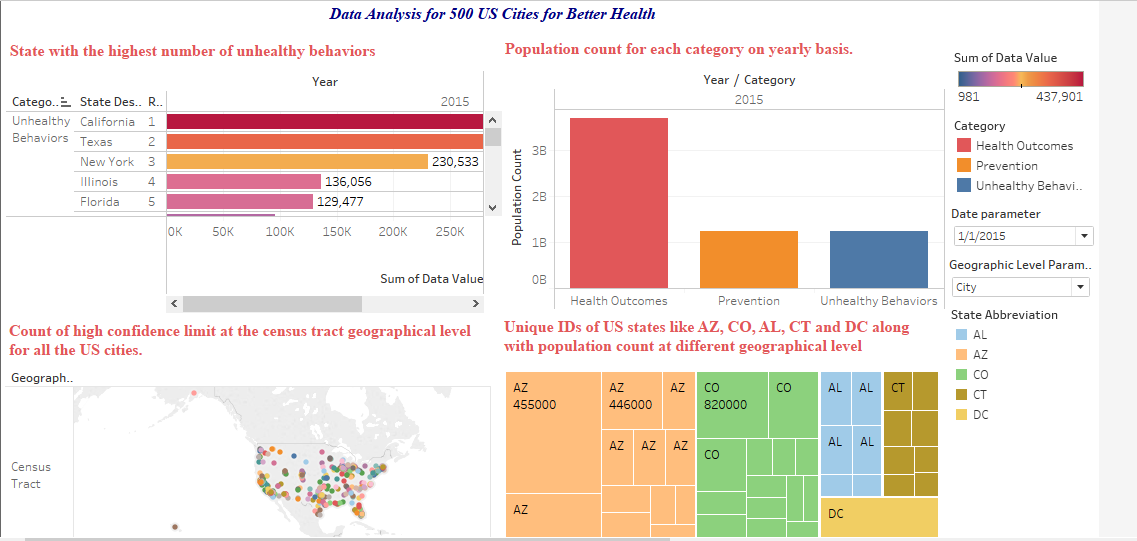 Data Analysis for 500 US Cities for Better Health
State with the highest number of unhealthy behaviors
Year
Catego.. State Des.. R.. 2015
Unhealthy Behaviors
California 1
Texas 2
New York 3 230,533
Illinois 4 136,056
Florida 5 129,477
0K 50K 100K 150K 200K 250K
Sum of Data Value
Population count for each category on yearly basis.
Year / Category
2015
Population Count
3B
2B
1B
0B
Health Outcomes Prevention Unhealthy Behaviors
Sum of Data Value
981 437,901
Category
Health Outcomes
Prevention
Unhealthy Behavi..
Date parameter
1/1/2015
Geographic Level Param..
City
State Abbreviation
AL
AZ
CO
CT
DC
Count of high confidence limit at the census tract geographical level
for all the US cities.
Geograph..
Census
Tract
Unique IDs of US states like AZ, CO, AL, CT and DC along
with population count at different geographical level
AZ
455000
AZ
446000
AZ
AZ AZ AZ
AZ
CO
820000
CO
CO
AL AL
AL AL
CT
DC